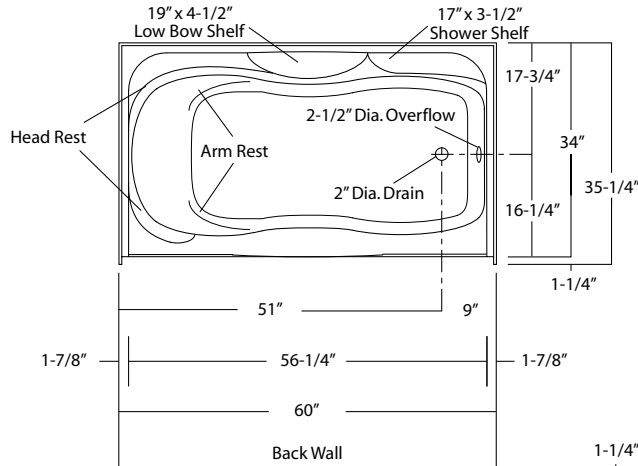 19” x 4-1/2”
Low Bow Shelf
17” x 3-1/2”
Shower Shelf
17-3/4”
2-1/2” Dia. Overflow
Head Rest
Arm Rest
34”
2” Dia. Drain
35-1/4”
16-1/4”
1-1/4”
51”
9”
1-7/8”
56-1/4”
1-7/8”
60”
Back Wall
1-1/4”